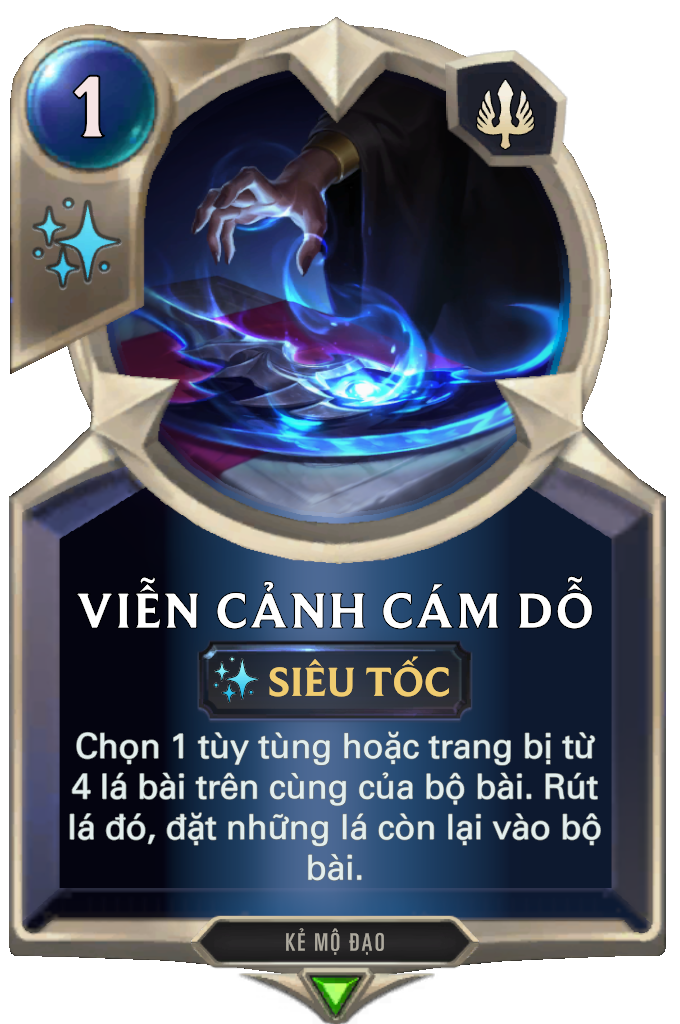 1
VIỄN CẢNH CÁM DỖ
SIÊU TỐC
Chọn 1 tùy tùng hoặc trang bị từ
4 lá bài trên cùng của bộ bài. Rút
lá đó, đặt những lá còn lại vào bộ
bài.
KẺ MỘ ĐẠO